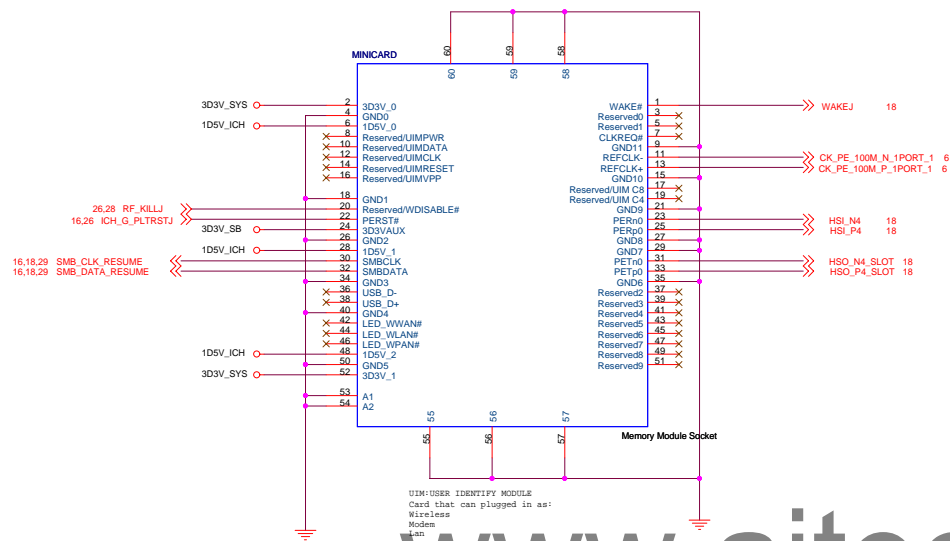 60 59 58
MINICARD
60 59 58
3D3V_SYS 2 3D3V_0 WAKE# 1 WAKEJ 18
4 GND0 Reserved0 3
1D5V_ICH 6 1D5V_0 Reserved1 5
8 Reserved/UIMPWR CLKREQ# 7
10 Reserved/UIMDATA GND11 9
12 Reserved/UIMCLK REFCLK- 11 CK_PE_100M_N_1PORT_1 6
14 Reserved/UIMRESET REFCLK+ 13 CK_PE_100M_P_1PORT_1 6
16 Reserved/UIMVPP GND10 15
Reserved/UIM C8 17
18 GND1 Reserved/UIM C4 19
26,28 RF_KILLJ 20 Reserved/WDISABLE# GND9 21
16,26 ICH_G_PLTRSTJ 22 PERST# PERn0 23 HSI_N4 18
3D3V_SB 24 3D3VAUX PERp0 25 HSI_P4 18
26 GND2 GND8 27
1D5V_ICH 28 1D5V_1 GND7 29
16,18,29 SMB_CLK_RESUME 30 SMBCLK PETn0 31 HSO_N4_SLOT 18
16,18,29 SMB_DATA_RESUME 32 SMBDATA PETp0 33 HSO_P4_SLOT 18
34 GND3 GND6 35
36 USB_D- Reserved2 37
38 USB_D+ Reserved3 39
40 GND4 Reserved4 41
42 LED_WWAN# Reserved5 43
44 LED_WLAN# Reserved6 45
46 LED_WPAN# Reserved7 47
1D5V_ICH 48 1D5V_2 Reserved8 49
50 GND5 Reserved9 51
3D3V_SYS 52 3D3V_1
53 A1
54 A2
55 56 57
Memory Module Socket
55 56 57
UIM:USER IDENTIFY MODULE
Card that can plugged in as:
Wireless
Modem
Lan